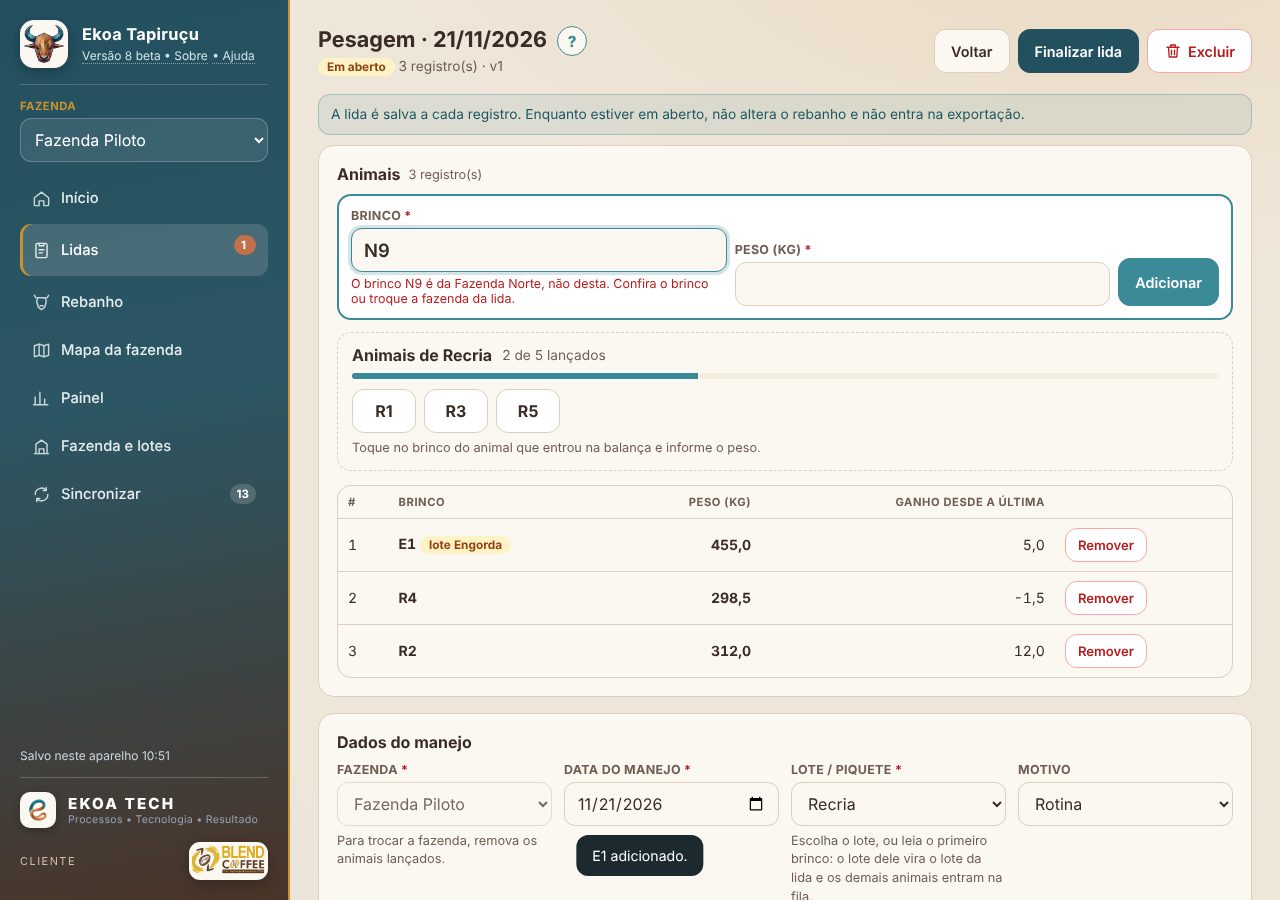 Ekoa Tapiruçu
Versão 8 beta • Sobre • Ajuda
FAZENDA
Fazenda Piloto
Início
Lidas
1
Rebanho
Mapa da fazenda
Painel
Fazenda e lotes
Sincronizar
13
Salvo neste aparelho 10:51
EKOA TECH
Processos • Tecnologia • Resultado
CLIENTE
BLEND
COFFEE
Pesagem · 21/11/2026
?
Em aberto 3 registro(s) · v1
Voltar
Finalizar lida
Excluir
A lida é salva a cada registro. Enquanto estiver em aberto, não altera o rebanho e não entra na exportação.
Animais 3 registro(s)
BRINCO *
N9
O brinco N9 é da Fazenda Norte, não desta. Confira o brinco
ou troque a fazenda da lida.
PESO (KG) *
Adicionar
Animais de Recria 2 de 5 lançados
R1
R3
R5
Toque no brinco do animal que entrou na balança e informe o peso.
# BRINCO PESO (KG) GANHO DESDE A ÚLTIMA
1 E1 lote Engorda 455,0 5,0 Remover
2 R4 298,5 -1,5 Remover
3 R2 312,0 12,0 Remover
Dados do manejo
FAZENDA *
Fazenda Piloto
Para trocar a fazenda, remova os
animais lançados.
DATA DO MANEJO *
11/21/2026
E1 adicionado.
LOTE / PIQUETE *
Recria
Escolha o lote, ou leia o primeiro
brinco: o lote dele vira o lote da
lida e os demais animais entram na
fila.
MOTIVO
Rotina